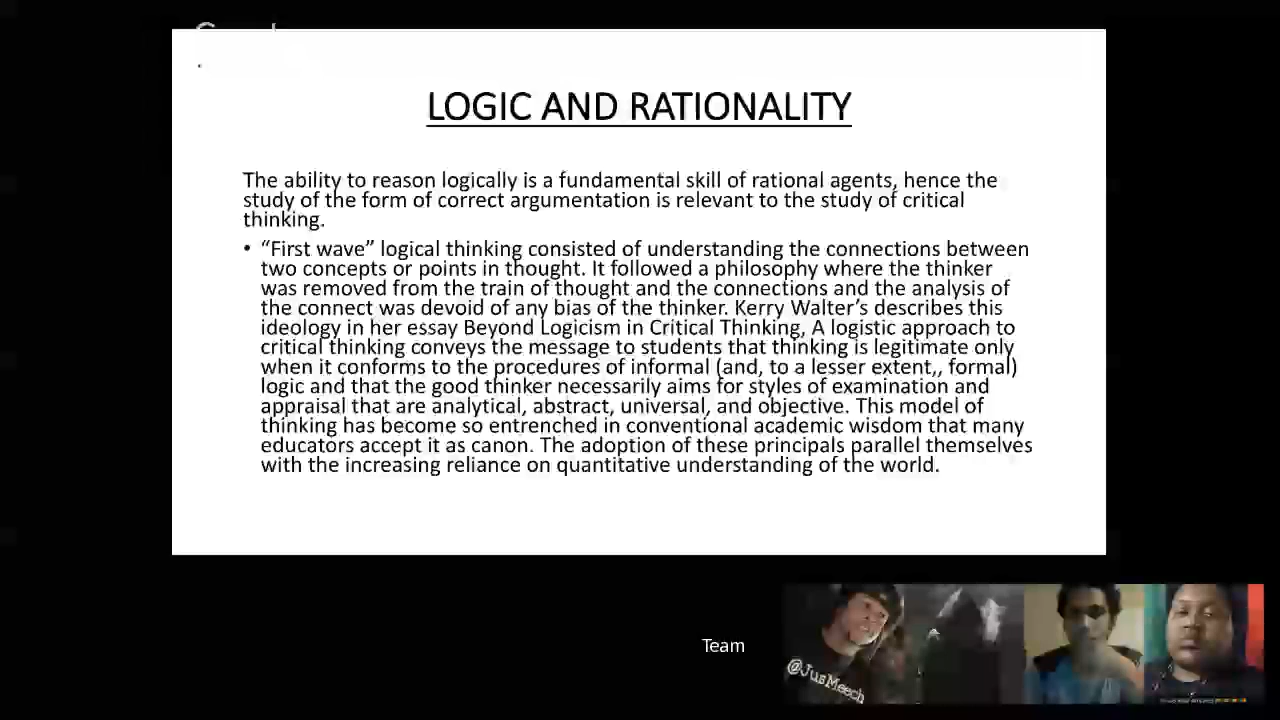 LOGIC AND RATIONALITY
The ability to reason logically is a fundamental skill of rational agents, hence the
study of the form of correct argumentation is relevant to the study of critical
thinking.
• “First wave” logical thinking consisted of understanding the connections between
two concepts or points in thought. It followed a philosophy where the thinker
was removed from the train of thought and the connections and the analysis of
the connect was devoid of any bias of the thinker. Kerry Walter’s describes this
ideology in her essay Beyond Logicism in Critical Thinking, A logistic approach to
critical thinking conveys the message to students that thinking is legitimate only
when it conforms to the procedures of informal (and, to a lesser extent,, formal)
logic and that the good thinker necessarily aims for styles of examination and
appraisal that are analytical, abstract, universal, and objective. This model of
thinking has become so entrenched in conventional academic wisdom that many
educators accept it as canon. The adoption of these principals parallel themselves
with the increasing reliance on quantitative understanding of the world.
Team
@JusMeech